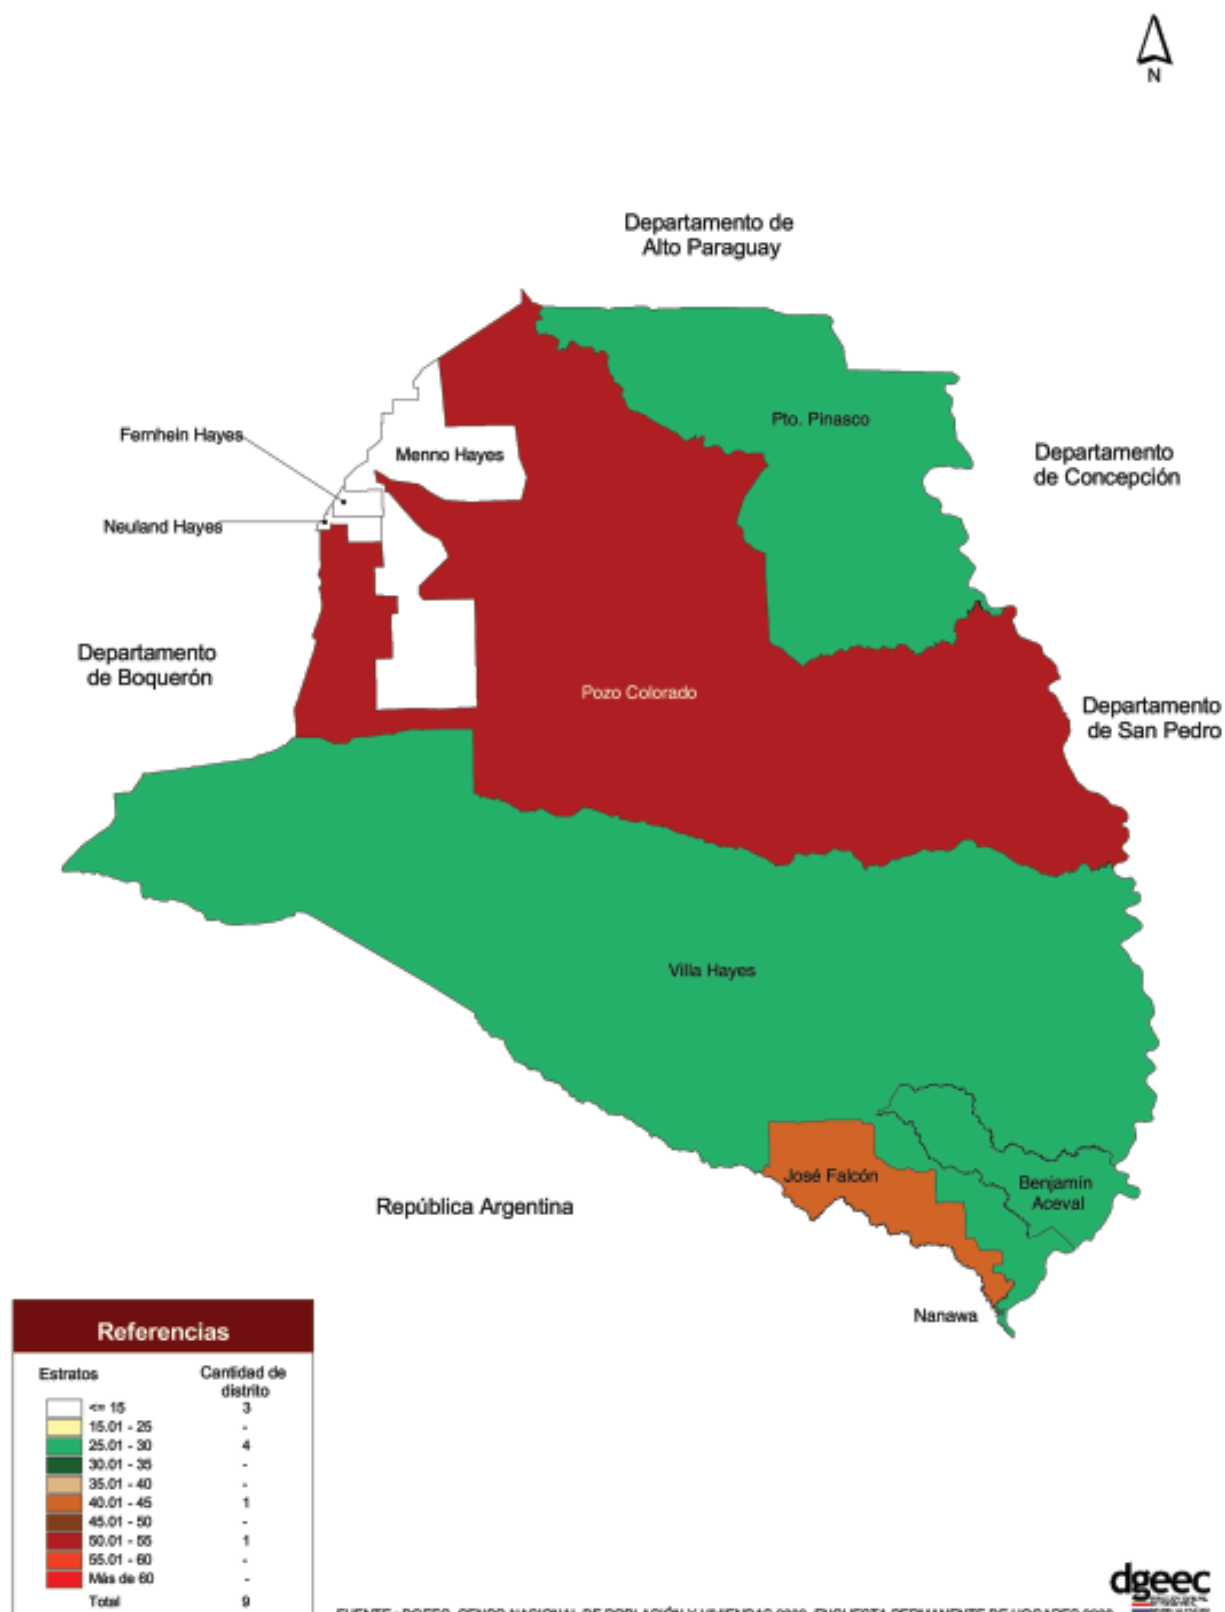 N
Departamento de
Alto Paraguay
Fernhein Hayes
Menno Hayes
Pto. Pinasco
Departamento
de Concepción
Neuland Hayes
Departamento
de Boquerón
Pozo Colorado
Departamento
de San Pedro
Villa Hayes
José Falcón
Benjamín
Aceval
República Argentina
Nanawa
Referencias
Estratos
Cantidad de
distrito
<= 15 3
15.01 - 25 -
25.01 - 30 4
30.01 - 35 -
35.01 - 40 -
40.01 - 45 1
45.01 - 50 -
50.01 - 55 1
55.01 - 60 -
Más de 60 -
Total 9
dgeec